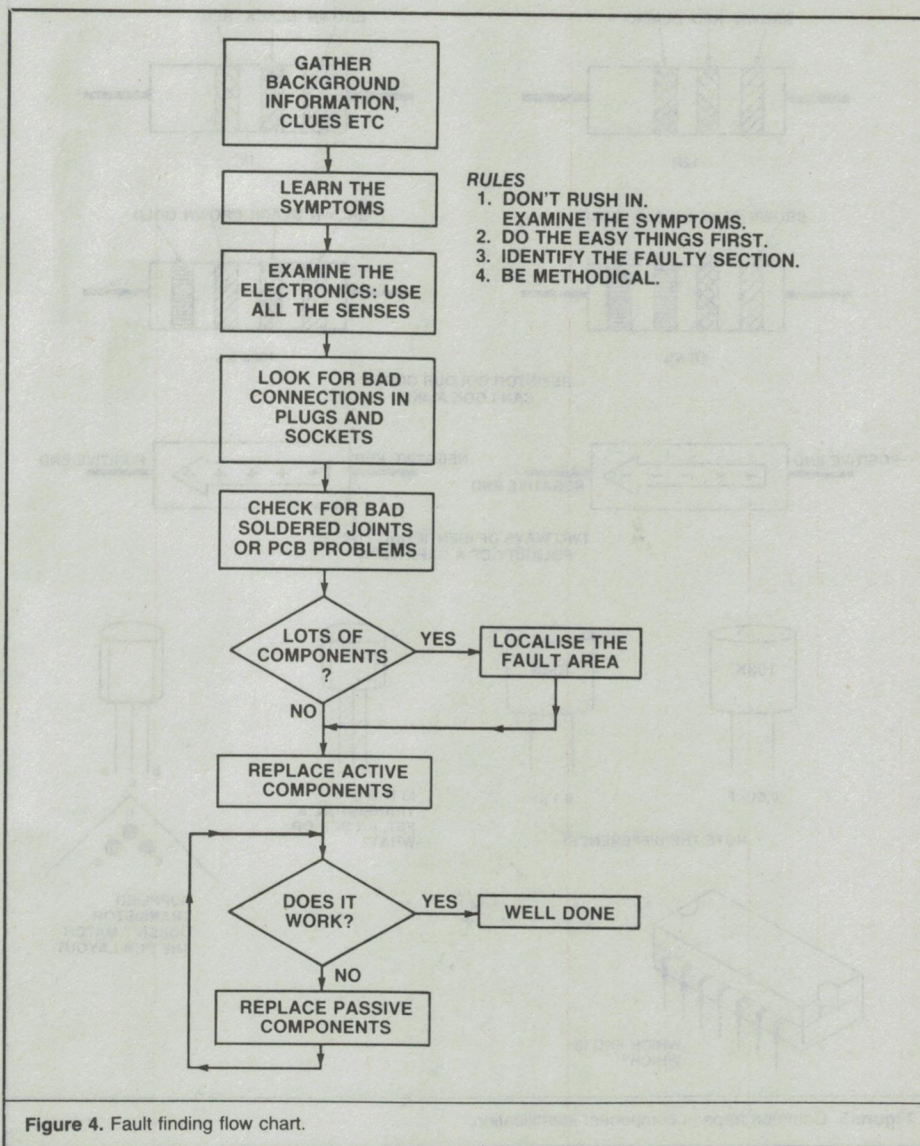 GATHER
BACKGROUND
INFORMATION,
CLUES ETC
LEARN THE
SYMPTOMS
RULES
1. DON'T RUSH IN.
EXAMINE THE SYMPTOMS.
2. DO THE EASY THINGS FIRST.
3. IDENTIFY THE FAULTY SECTION.
4. BE METHODICAL.
EXAMINE THE
ELECTRONICS: USE
ALL THE SENSES
LOOK FOR BAD
CONNECTIONS IN
PLUGS AND
SOCKETS
CHECK FOR BAD
SOLDERED JOINTS
OR PCB PROBLEMS
LOTS OF
COMPONENTS
?
YES
LOCALISE THE
FAULT AREA
NO
REPLACE ACTIVE
COMPONENTS
DOES IT
WORK?
YES
WELL DONE
NO
REPLACE PASSIVE
COMPONENTS
Figure 4. Fault finding flow chart.